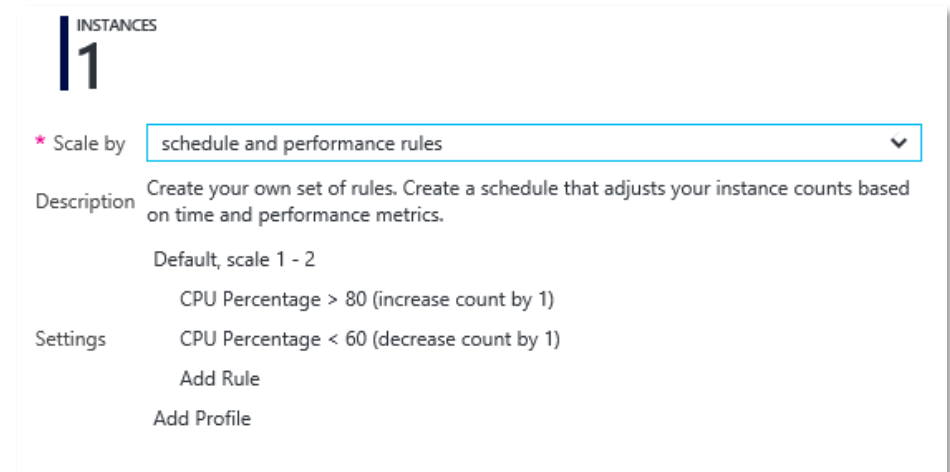 INSTANCES
1
* Scale by
schedule and performance rules
Description
Create your own set of rules. Create a schedule that adjusts your instance counts based
on time and performance metrics.
Settings
Default, scale 1 - 2
CPU Percentage > 80 (increase count by 1)
CPU Percentage < 60 (decrease count by 1)
Add Rule
Add Profile